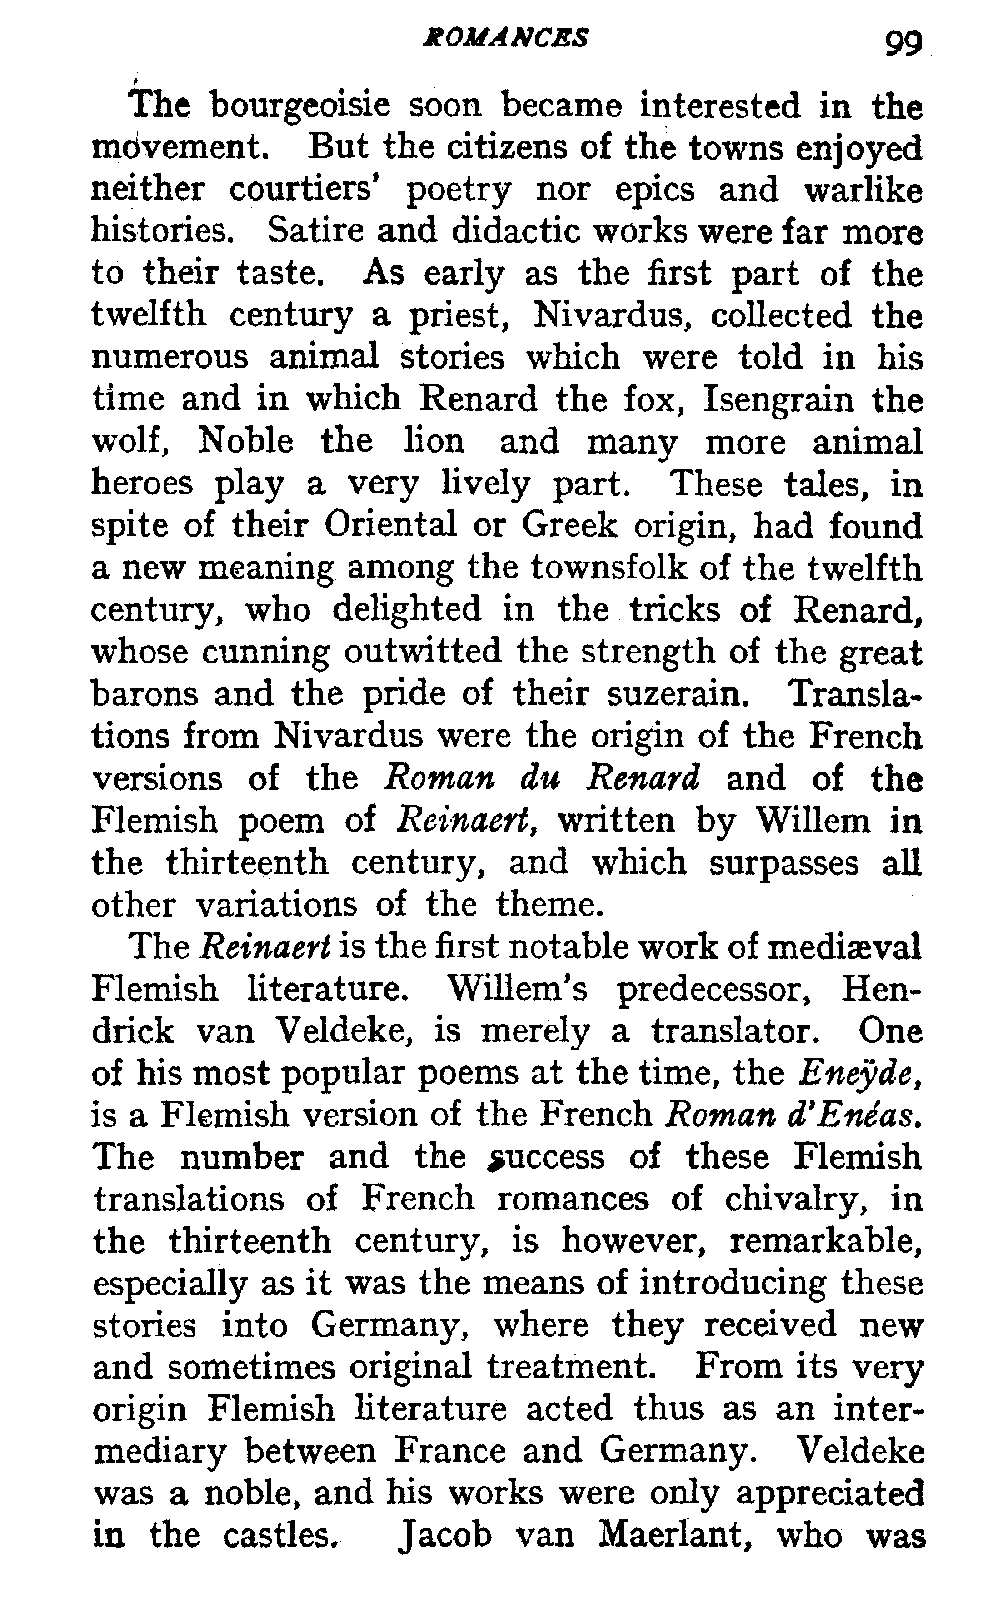 ROMANCES 99
The bourgeoisie soon became interested in the
movement. But the citizens of the towns enjoyed
neither courtiers' poetry nor epics and warlike
histories. Satire and didactic works were far more
to their taste. As early as the first part of the
twelfth century a priest, Nivardus, collected the
numerous animal stories which were told in his
time and in which Renard the fox, Isengrain the
wolf, Noble the lion and many more animal
heroes play a very lively part. These tales, in
spite of their Oriental or Greek origin, had found
a new meaning among the townsfolk of the twelfth
century, who delighted in the tricks of Renard,
whose cunning outwitted the strength of the great
barons and the pride of their suzerain. Transla-
tions from Nivardus were the origin of the French
versions of the Roman du Renard and of the
Flemish poem of Reinaert, written by Willem in
the thirteenth century, and which surpasses all
other variations of the theme.
The Reinaert is the first notable work of mediæval
Flemish literature. Willem's predecessor, Hen-
drick van Veldeke, is merely a translator. One
of his most popular poems at the time, the Eneÿde,
is a Flemish version of the French Roman d'Enéas.
The number and the success of these Flemish
translations of French romances of chivalry, in
the thirteenth century, is however, remarkable,
especially as it was the means of introducing these
stories into Germany, where they received new
and sometimes original treatment. From its very
origin Flemish literature acted thus as an inter-
mediary between France and Germany. Veldeke
was a noble, and his works were only appreciated
in the castles. Jacob van Maerlant, who was